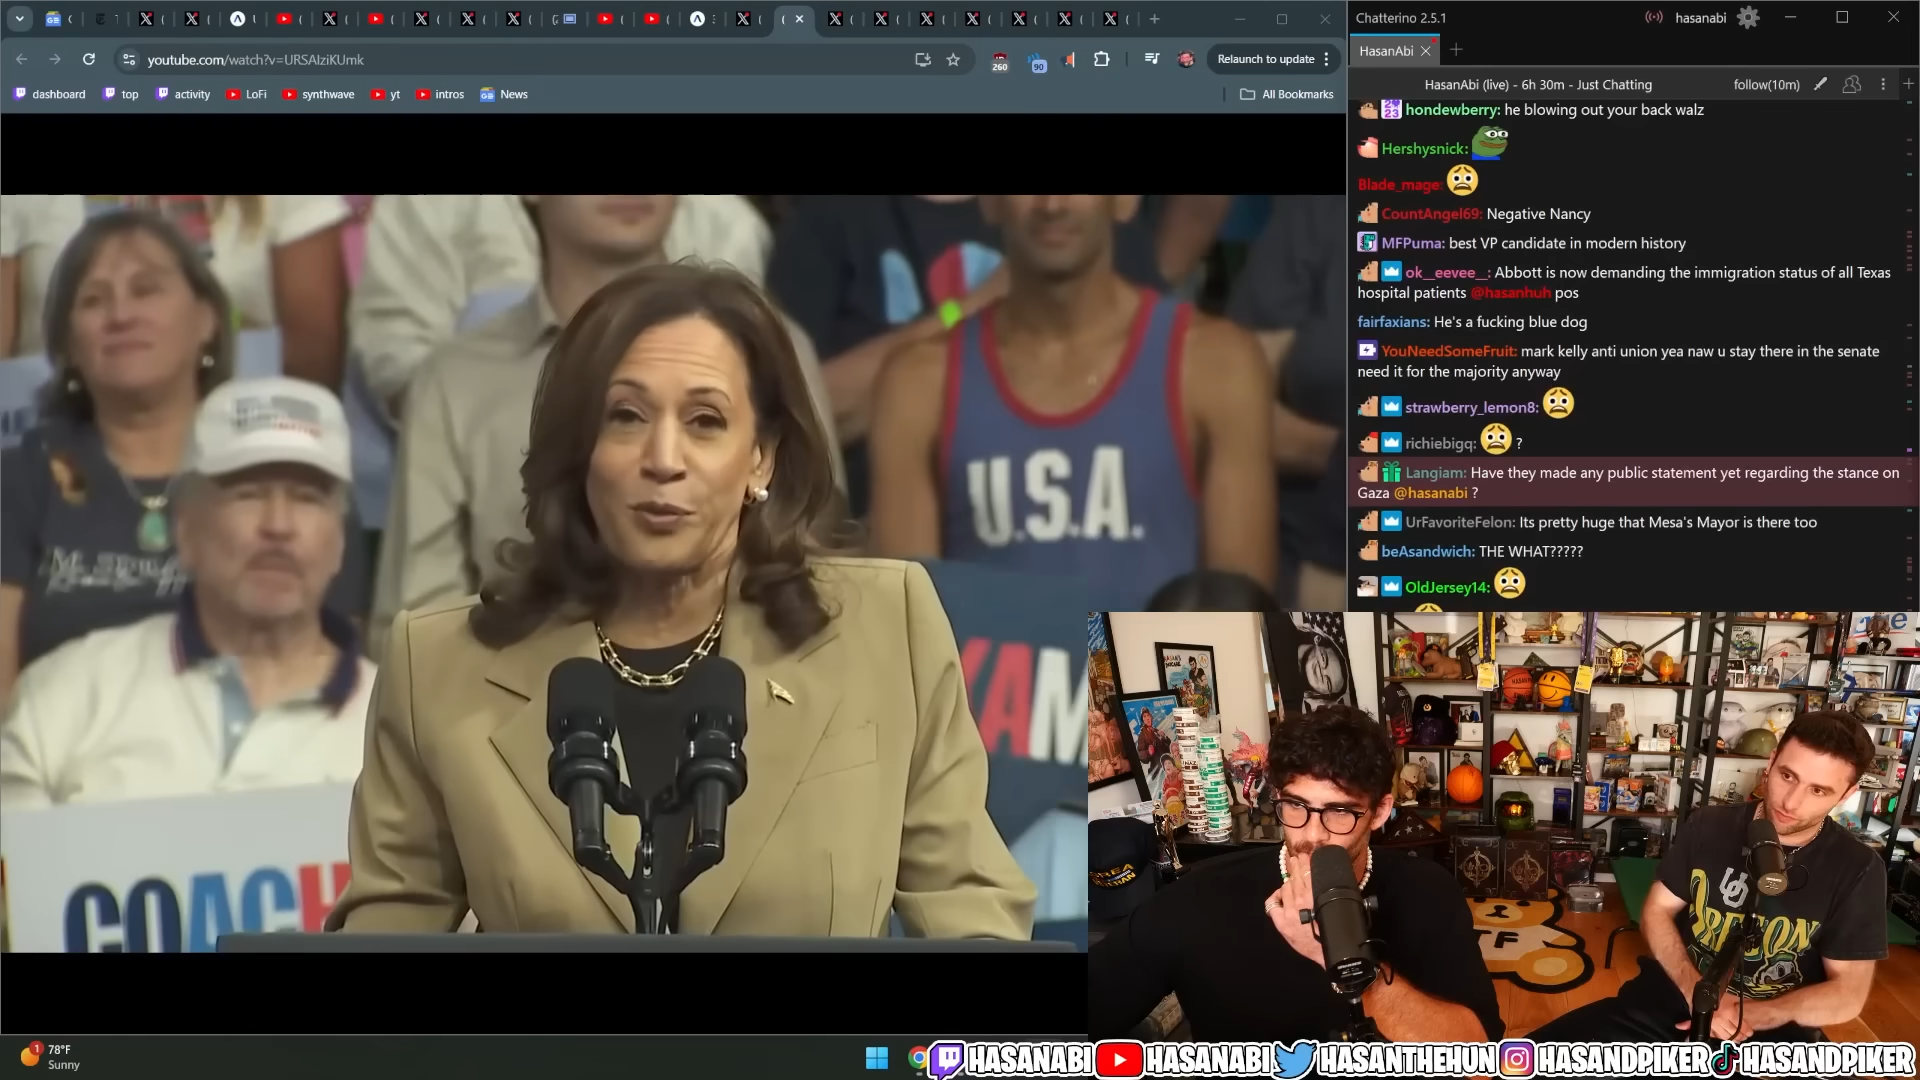 youtube.com/watch?v=URSAlziKUmk
260
90
Relaunch to update
dashboard
top
activity
LoFi
synthwave
yt
intros
News
All Bookmarks
Chatterino 2.5.1
hasanabi
HasanAbi
HasanAbi (live) - 6h 30m - Just Chatting
follow(10m)
hondewberry: he blowing out your back walz
Hershysnick:
Blade_mage:
CountAngel69: Negative Nancy
MFPuma: best VP candidate in modern history
ok__eevee__: Abbott is now demanding the immigration status of all Texas
hospital patients @hasanhuh pos
fairfaxians: He's a fucking blue dog
YouNeedSomeFruit: mark kelly anti union yea naw u stay there in the senate
need it for the majority anyway
strawberry_lemon8:
richiebigq: ?
Langiam: Have they made any public statement yet regarding the stance on
Gaza @hasanabi ?
UrFavoriteFelon: Its pretty huge that Mesa's Mayor is there too
beAsandwich: THE WHAT?????
OldJersey14:
U.S.A.
COACH
OREGON
1
78°F
Sunny
HASANABI
HASANABI
HASANTHEHUN
HASANDPIKER
HASANDPIKER